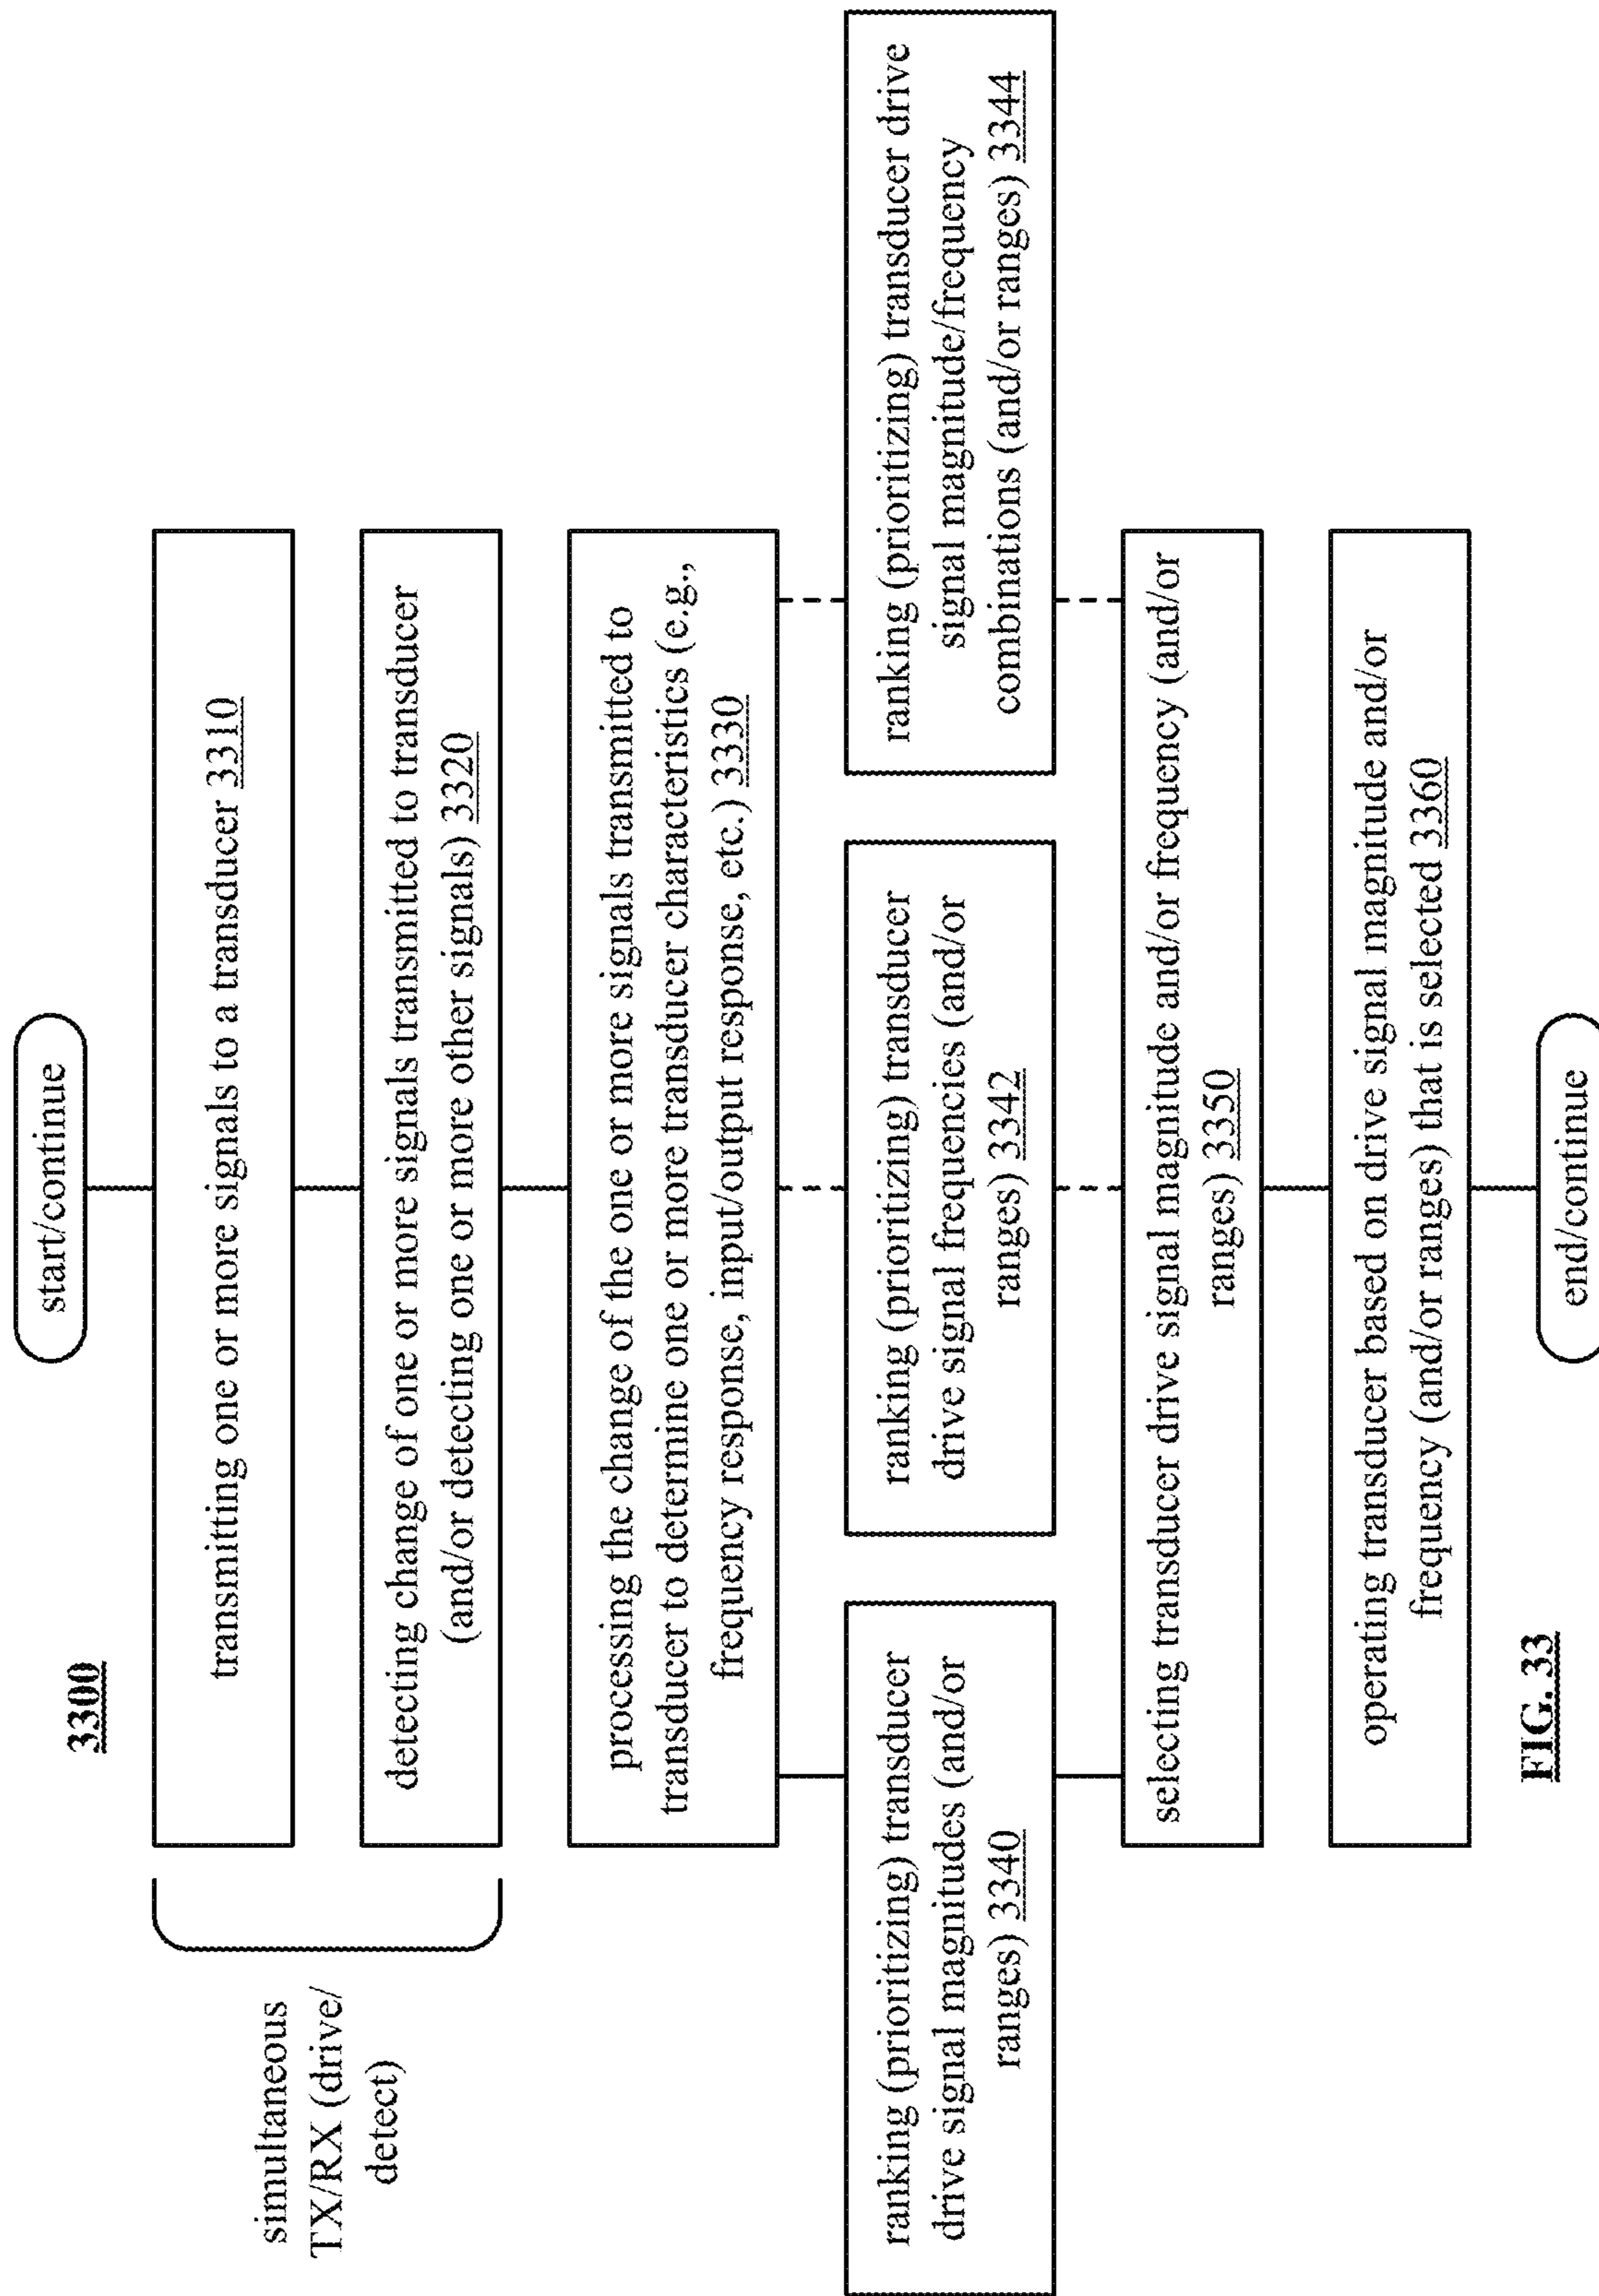 3300
start/continue
simultaneous
TX/RX (drive/
detect)
transmitting one or more signals to a transducer 3310
detecting change of one or more signals transmitted to transducer
(and/or detecting one or more other signals) 3320
processing the change of the one or more signals transmitted to
transducer to determine one or more transducer characteristics (e.g.,
frequency response, input/output response, etc.) 3330
ranking (prioritizing) transducer
drive signal magnitudes (and/or
ranges) 3340
ranking (prioritizing) transducer
drive signal frequencies (and/or
ranges) 3342
ranking (prioritizing) transducer drive
signal magnitude/frequency
combinations (and/or ranges) 3344
selecting transducer drive signal magnitude and/or frequency (and/or
ranges) 3350
operating transducer based on drive signal magnitude and/or
frequency (and/or ranges) that is selected 3360
end/continue
FIG. 33